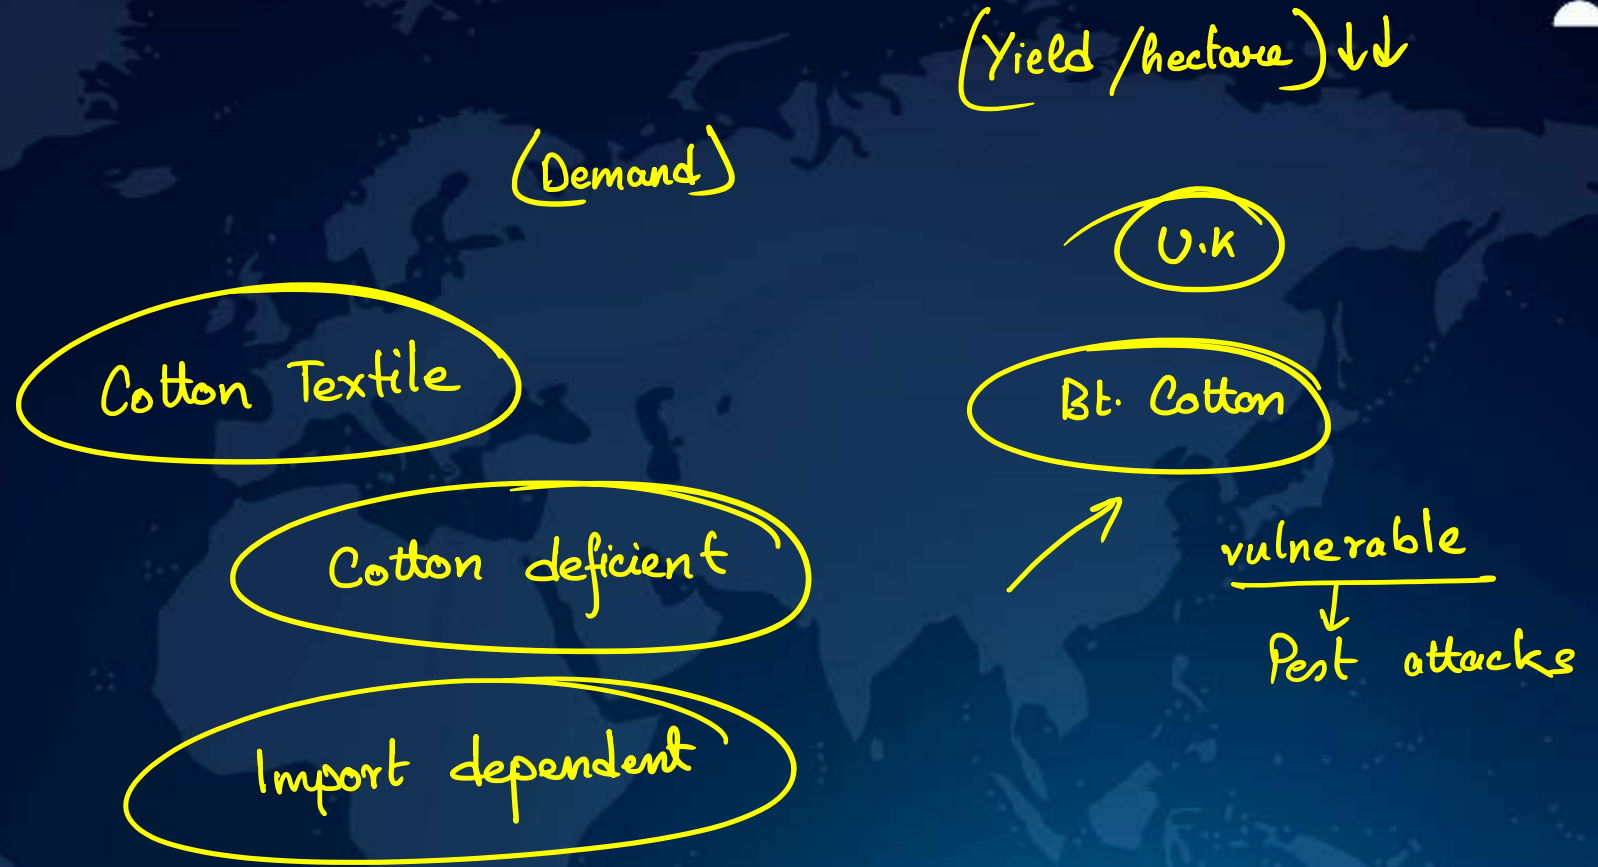 (Yield /hectare) ↓↓
(Demand)
U.K
Cotton Textile
Bt. Cotton
Cotton deficient
vulnerable
↓
Pest attacks
Import dependent